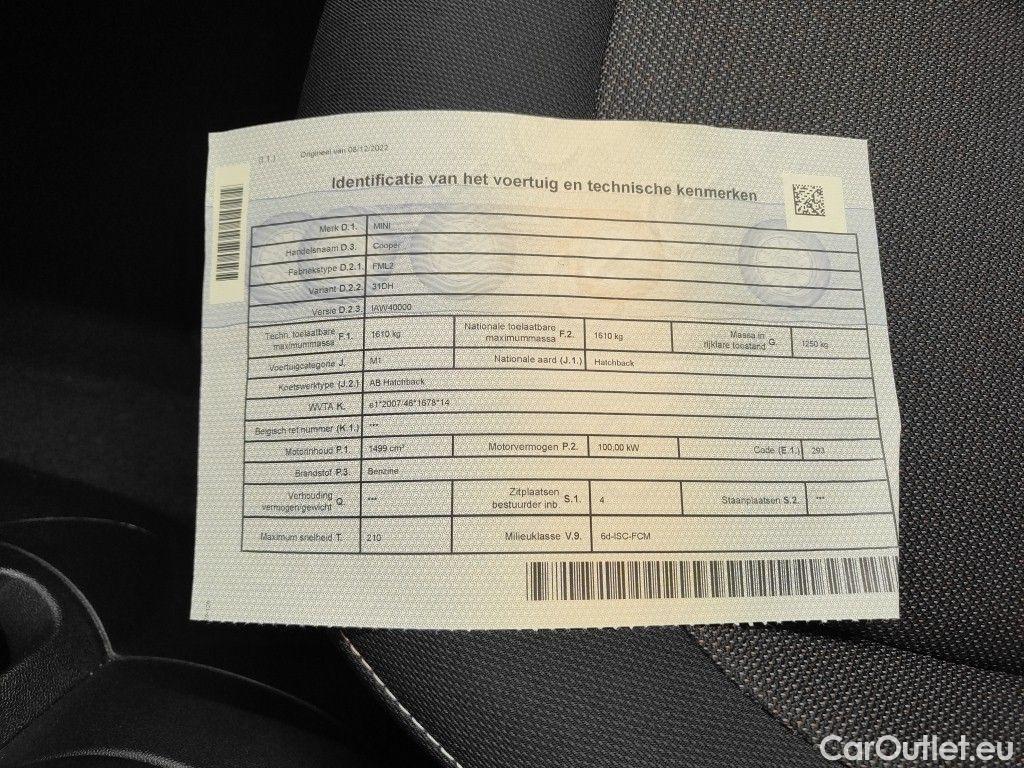 (I.1.) Origineel van 08/12/2022
Identificatie van het voertuig en technische kenmerken
Merk D.1. MINI
Handelsnaam D.3. Cooper
Fabriekstype D.2.1. FML2
Variant D.2.2. 31DH
Versie D.2.3. IAW40000
Techn. toelaatbare maximummassa F.1. 1610 kg Nationale toelaatbare maximummassa F.2. 1610 kg Massa in rijklare toestand G. 1250 kg
Voertuigcategorie J. M1 Nationale aard (J.1.) Hatchback
Koetswerktype (J.2.) AB Hatchback
WVTA K. e1*2007/46*1678*14
Belgisch ref.nummer (K.1.) ***
Motorinhoud P.1. 1499 cm³ Motorvermogen P.2. 100,00 kW Code (E.1.) 293
Brandstof P.3. Benzine
Verhouding vermogen/gewicht Q. *** Zitplaatsen bestuurder inb. S.1. 4 Staanplaatsen S.2. ***
Maximum snelheid T. 210 Milieuklasse V.9. 6d-ISC-FCM
CarOutlet.eu